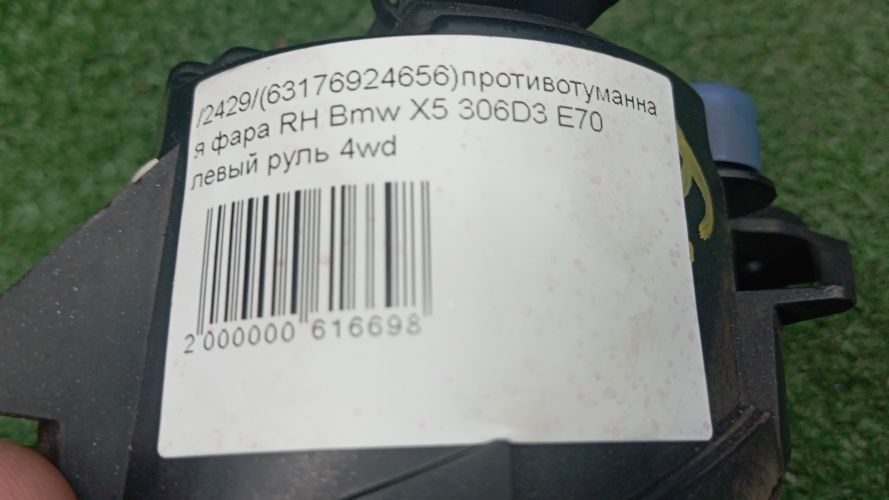 /2429/(63176924656)противотуманна
я фара RH Bmw X5 306D3 E70
левый руль 4wd
2 000000 616698